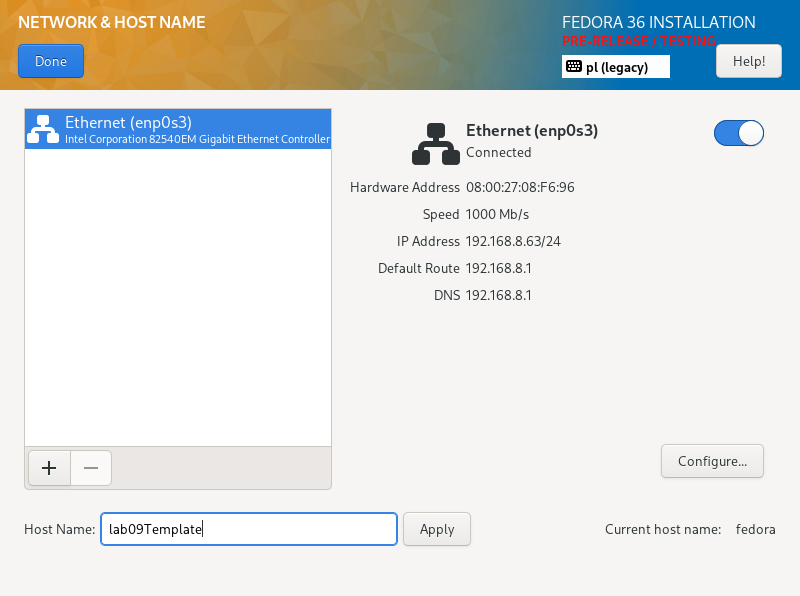 NETWORK & HOST NAME
FEDORA 36 INSTALLATION
PRE-RELEASE / TESTING
Done
pl (legacy)
Help!
Ethernet (enp0s3)
Intel Corporation 82540EM Gigabit Ethernet Controller
Ethernet (enp0s3)
Connected
Hardware Address 08:00:27:08:F6:96
Speed 1000 Mb/s
IP Address 192.168.8.63/24
Default Route 192.168.8.1
DNS 192.168.8.1
Configure...
Host Name: lab09Template Apply Current host name: fedora